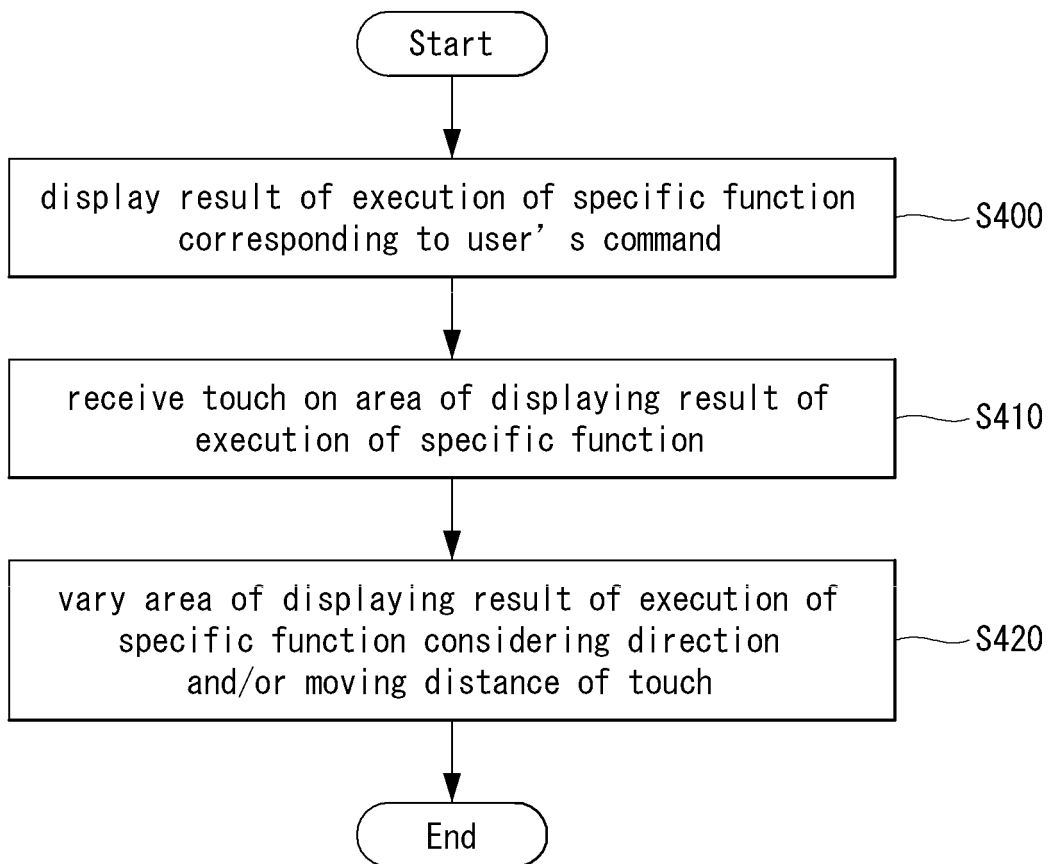 Start
display result of execution of specific function
corresponding to user's command
S400
receive touch on area of displaying result of
execution of specific function
S410
vary area of displaying result of execution of
specific function considering direction
and/or moving distance of touch
S420
End